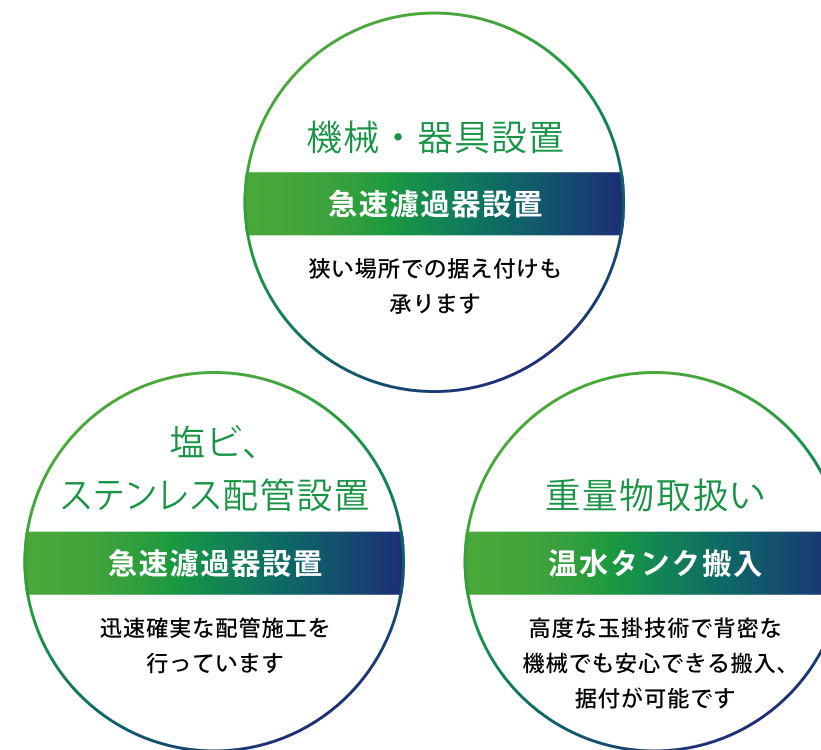 機械・器具設置
急速濾過器設置
狭い場所での据え付けも
承ります
塩ビ、
ステンレス配管設置
急速濾過器設置
迅速確実な配管施工を
行っています
重量物取扱い
温水タンク搬入
高度な玉掛技術で背密な
機械でも安心できる搬入、
据付が可能です